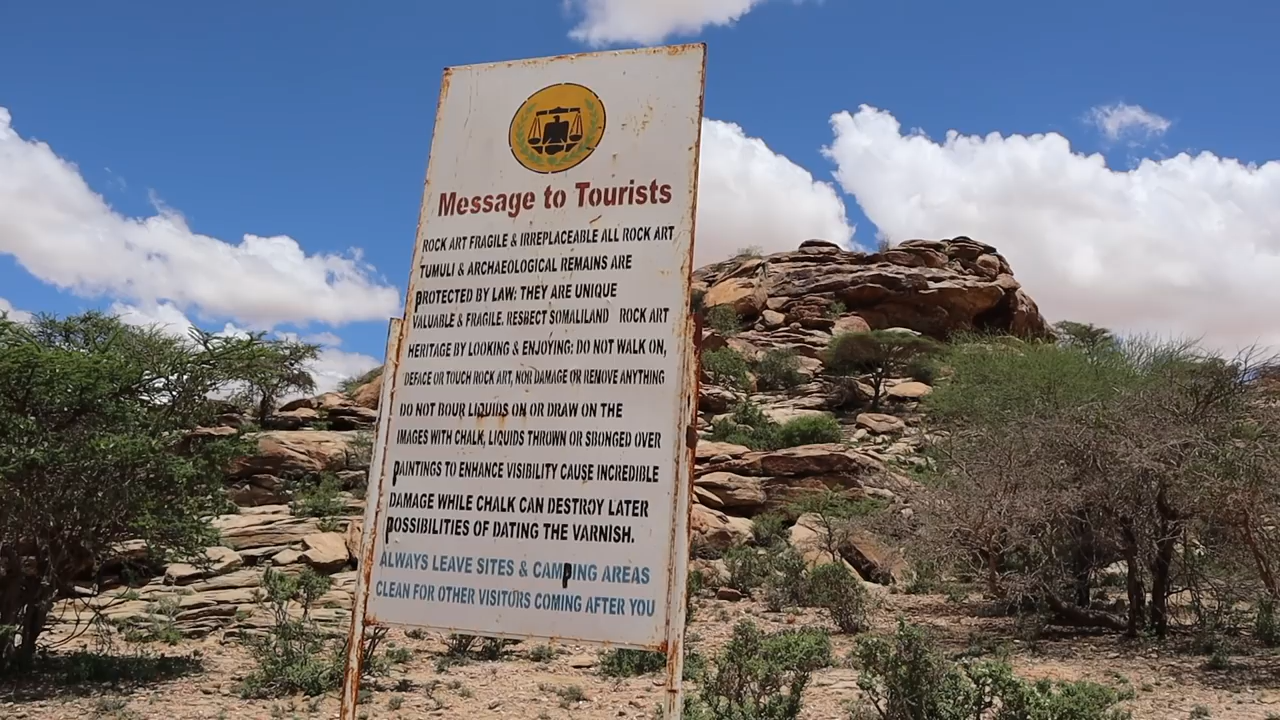 Message to Tourists
ROCK ART FRAGILE & IRREPLACEABLE ALL ROCK ART
TUMULI & ARCHAEOLOGICAL REMAINS ARE
PROTECTED BY LAW: THEY ARE UNIQUE
VALUABLE & FRAGILE. RESBECT SOMALILAND ROCK ART
HERITAGE BY LOOKING & ENJOYING: DO NOT WALK ON,
DEFACE OR TOUCH ROCK ART, NOR DAMAGE OR REMOVE ANYTHING
DO NOT BOUR LIQUIDS ON OR DRAW ON THE
IMAGES WITH CHALK, LIQUIDS THROWN OR SBONGED OVER
PAINTINGS TO ENHANCE VISIBILITY CAUSE INCREDIBLE
DAMAGE WHILE CHALK CAN DESTROY LATER
POSSIBILITIES OF DATING THE VARNISH.
ALWAYS LEAVE SITES & CAMPING AREAS
CLEAN FOR OTHER VISITORS COMING AFTER YOU